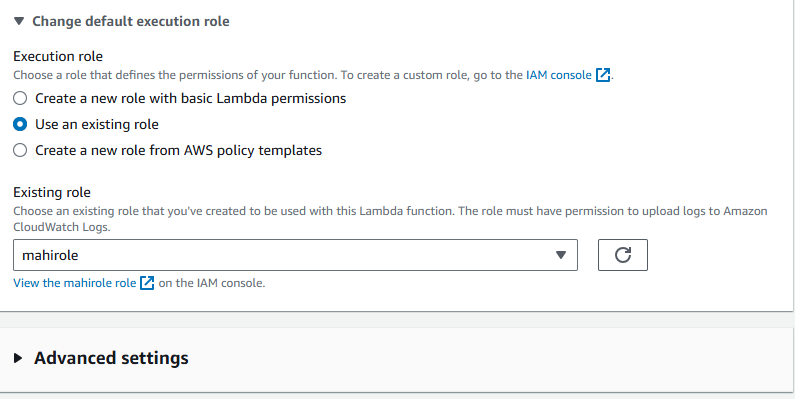 Change default execution role
Execution role
Choose a role that defines the permissions of your function. To create a custom role, go to the IAM console.
Create a new role with basic Lambda permissions
Use an existing role
Create a new role from AWS policy templates
Existing role
Choose an existing role that you've created to be used with this Lambda function. The role must have permission to upload logs to Amazon
CloudWatch Logs.
mahirole
View the mahirole role on the IAM console.
Advanced settings